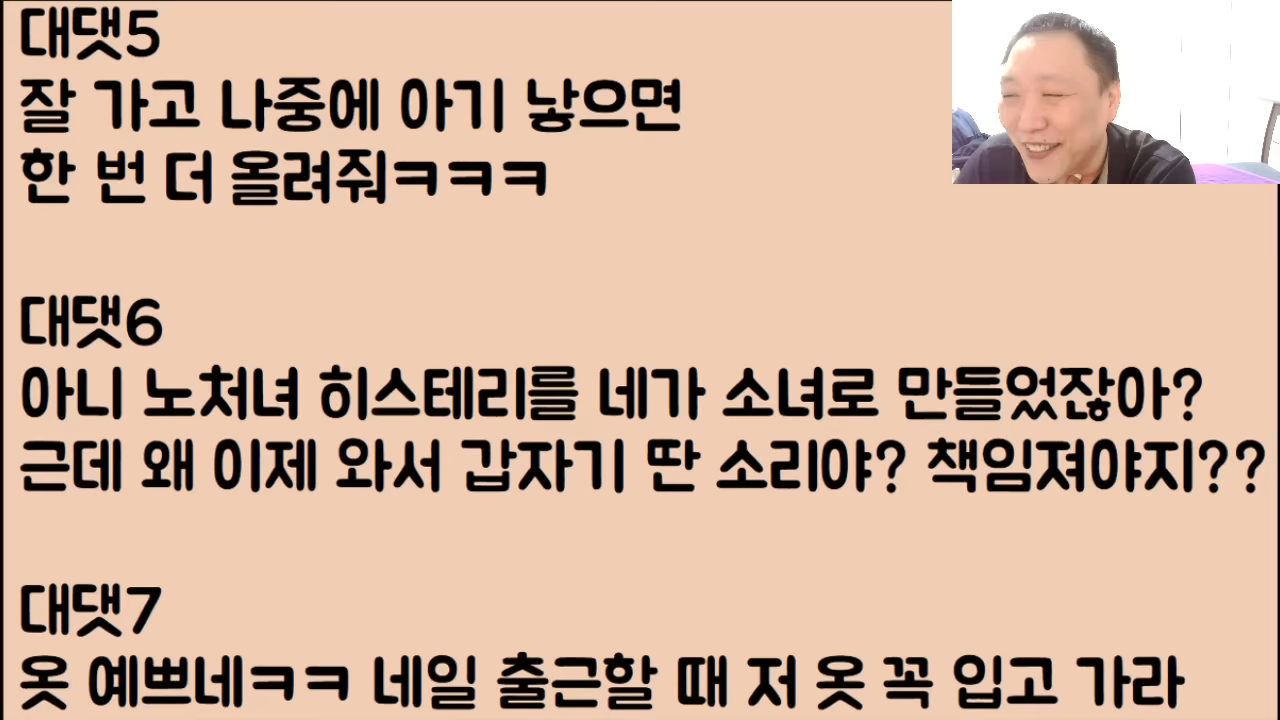 대댓5
잘 가고 나중에 아기 낳으면
한 번 더 올려줘ㅋㅋㅋ
대댓6
아니 노처녀 히스테리를 네가 소녀로 만들었잖아?
근데 왜 이제 와서 갑자기 딴 소리야? 책임져야지??
대댓7
옷 예쁘네ㅋㅋ 네일 출근할 때 저 옷 꼭 입고 가라